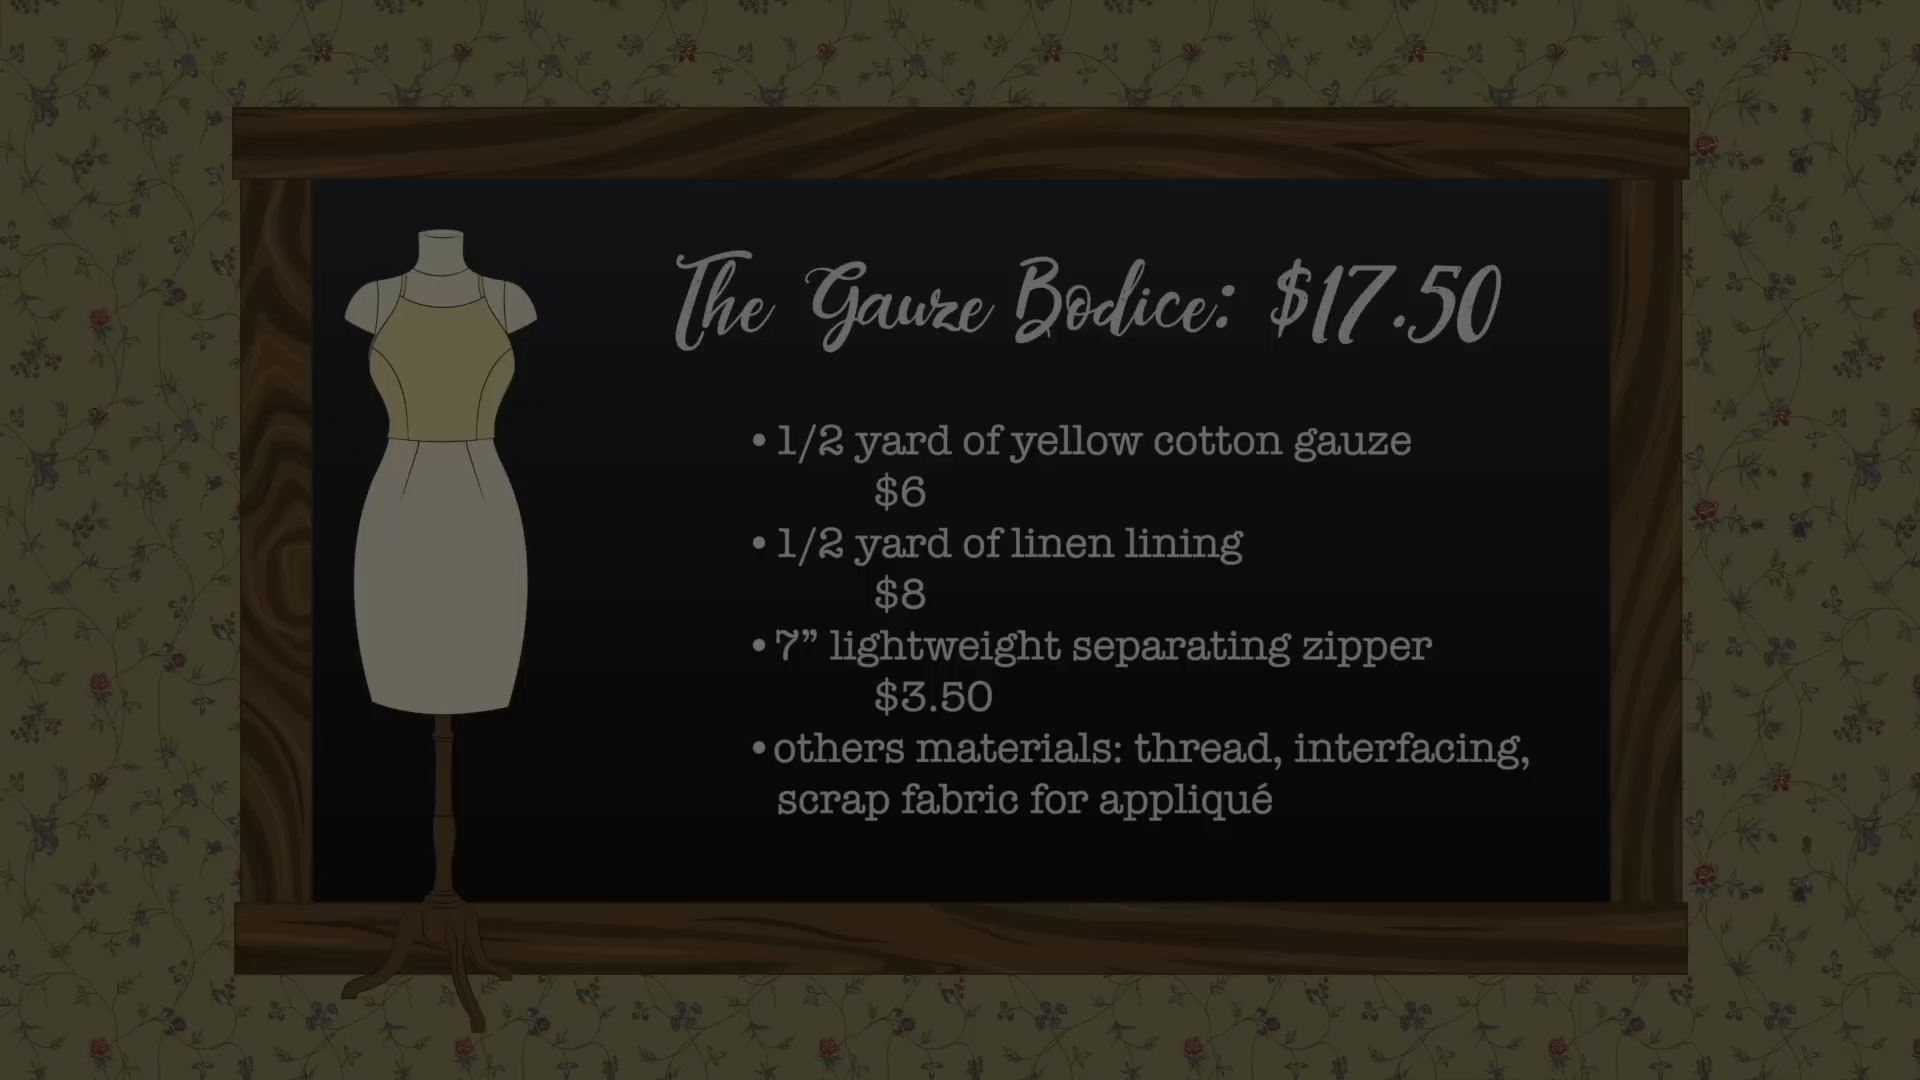 The Gauze Bodice: $17.50
• 1/2 yard of yellow cotton gauze
$6
• 1/2 yard of linen lining
$8
• 7” lightweight separating zipper
$3.50
• others materials: thread, interfacing,
scrap fabric for appliqué